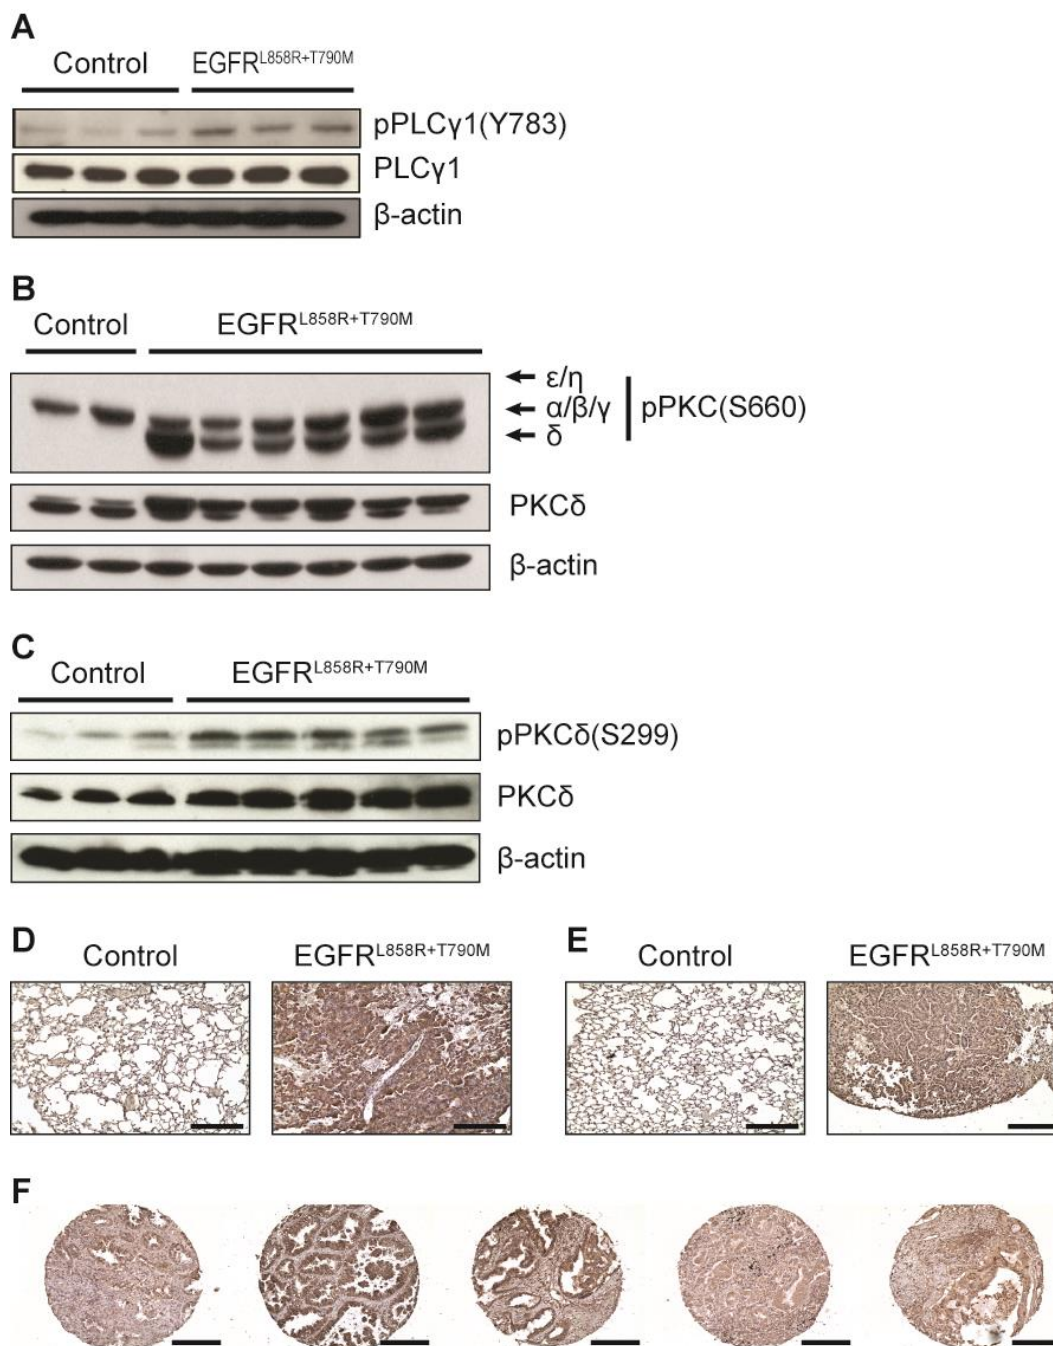 A
Control EGFRL858R+T790M
pPLCγ1(Y783)
PLCγ1
β-actin
B
Control EGFRL858R+T790M
ε/η
α/β/γ pPKC(S660)
δ
PKCδ
β-actin
C
Control EGFRL858R+T790M
pPKCδ(S299)
PKCδ
β-actin
D E
Control EGFRL858R+T790M Control EGFRL858R+T790M
F